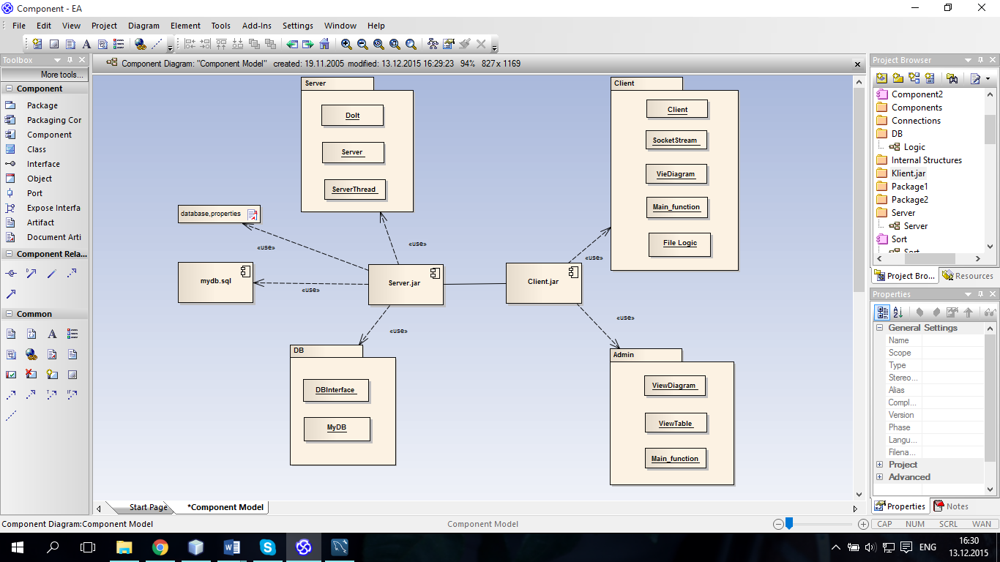 Component - EA
File Edit View Project Diagram Element Tools Add-Ins Settings Window Help
Toolbox
More tools...
Component
Package
Packaging Cor
Component
Class
Interface
Object
Port
Expose Interfa
Artifact
Document Arti
Component Rela...
Common
Component Diagram: "Component Model" created: 19.11.2005 modified: 13.12.2015 16:29:23 94% 827 x 1169
Server
DoIt
Server
ServerThread
Client
Client
SocketStream
VieDiagram
Main_function
File Logic
database,properties
«use»
«use»
«use»
mydb.sql
Server.jar
Client.jar
«use»
«use»
«use»
DB
DBInterface
MyDB
Admin
ViewDiagram
ViewTable
Main_function
Start Page
*Component Model
Project Browser
Component2
Components
Connections
DB
Logic
Internal Structures
Klient.jar
Package1
Package2
Server
Server
Sort
Sort
Project Bro...
Resources
Properties
General Settings
Name
Scope
Type
Stereo...
Alias
Compl...
Version
Phase
Langu...
Filena...
Project
Advanced
Properties
Notes
Component Diagram:Component Model
Component Model
CAP NUM SCRL WAN
ENG
16:30
13.12.2015